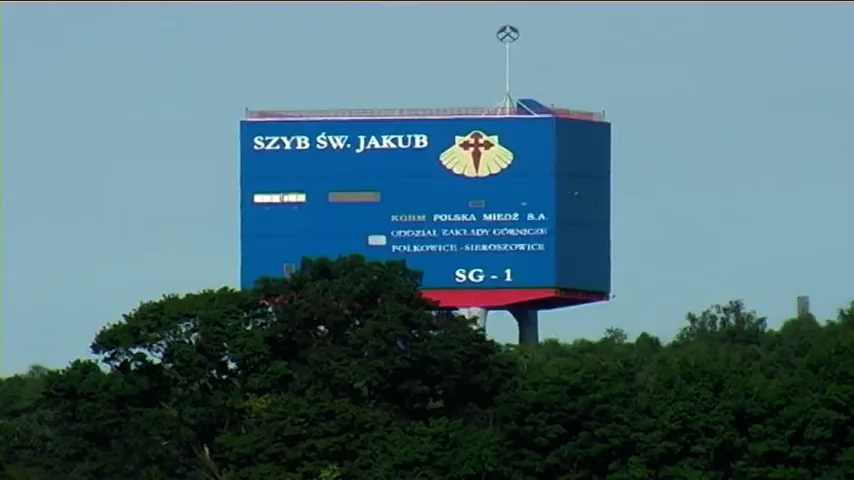 SZYB ŚW. JAKUB
KGHM POLSKA MIEDŹ S.A.
ODDZIAŁ ZAKŁADY GÓRNICZE
POLKOWICE - SIEROSZOWICE
SG - 1